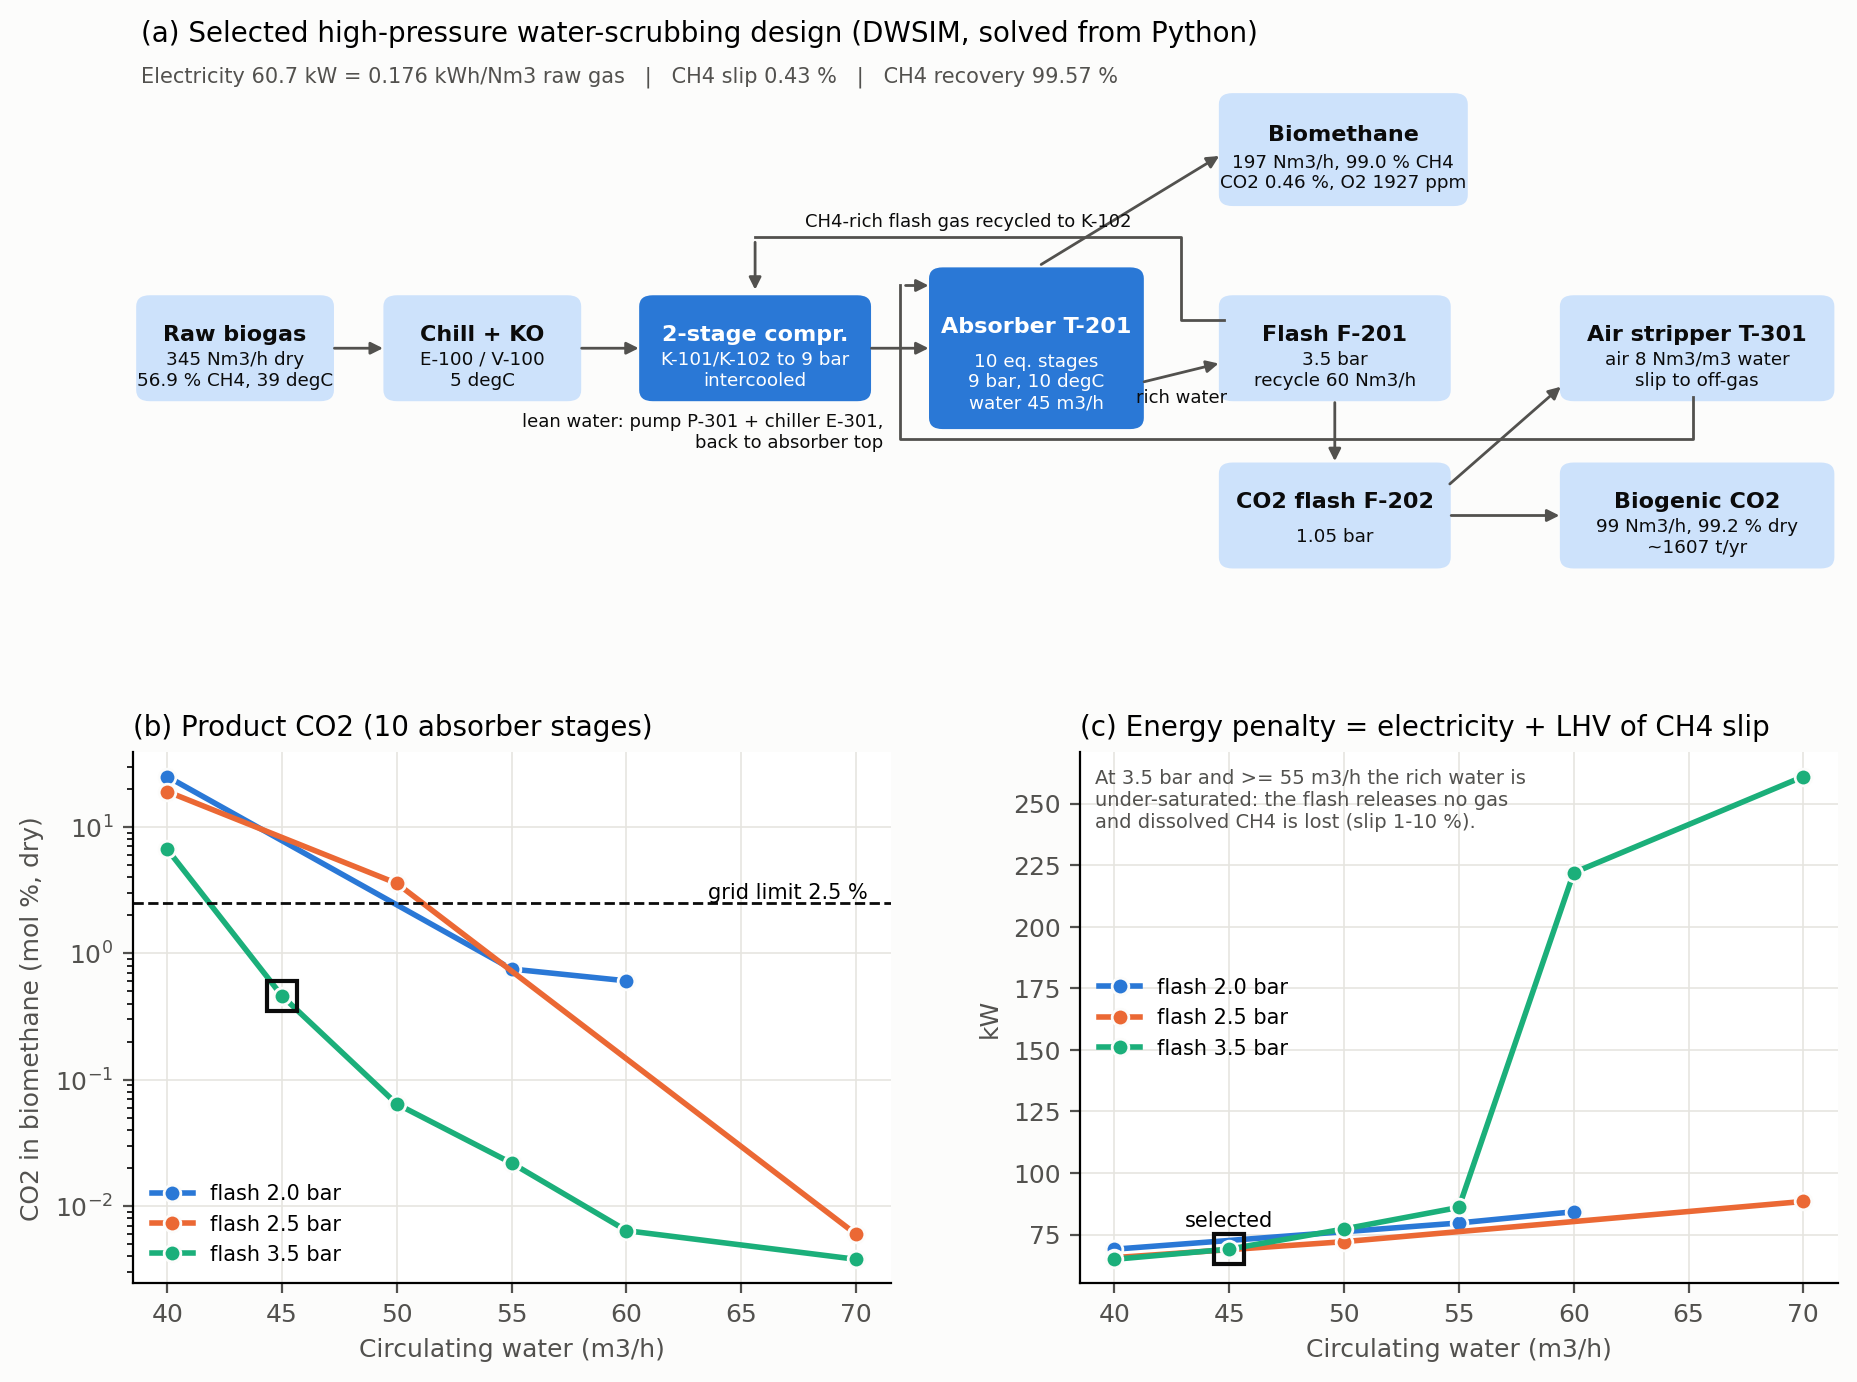 (a) Selected high-pressure water-scrubbing design (DWSIM, solved from Python)
Electricity 60.7 kW = 0.176 kWh/Nm3 raw gas   |   CH4 slip 0.43 %   |   CH4 recovery 99.57 %
Biomethane
197 Nm3/h, 99.0 % CH4
CO2 0.46 %, O2 1927 ppm
CH4-rich flash gas recycled to K-102
Raw biogas
345 Nm3/h dry
56.9 % CH4, 39 degC
Chill + KO
E-100 / V-100
5 degC
2-stage compr.
K-101/K-102 to 9 bar
intercooled
Absorber T-201
10 eq. stages
9 bar, 10 degC
water 45 m3/h
rich water
Flash F-201
3.5 bar
recycle 60 Nm3/h
Air stripper T-301
air 8 Nm3/m3 water
slip to off-gas
lean water: pump P-301 + chiller E-301,
back to absorber top
CO2 flash F-202
1.05 bar
Biogenic CO2
99 Nm3/h, 99.2 % dry
~1607 t/yr
(b) Product CO2 (10 absorber stages)
CO2 in biomethane (mol %, dry)
10¹
10⁰
10⁻¹
10⁻²
grid limit 2.5 %
flash 2.0 bar
flash 2.5 bar
flash 3.5 bar
40 45 50 55 60 65 70
Circulating water (m3/h)
(c) Energy penalty = electricity + LHV of CH4 slip
At 3.5 bar and >= 55 m3/h the rich water is
under-saturated: the flash releases no gas
and dissolved CH4 is lost (slip 1-10 %).
kW
250
225
200
175
150
125
100
75
flash 2.0 bar
flash 2.5 bar
flash 3.5 bar
selected
40 45 50 55 60 65 70
Circulating water (m3/h)